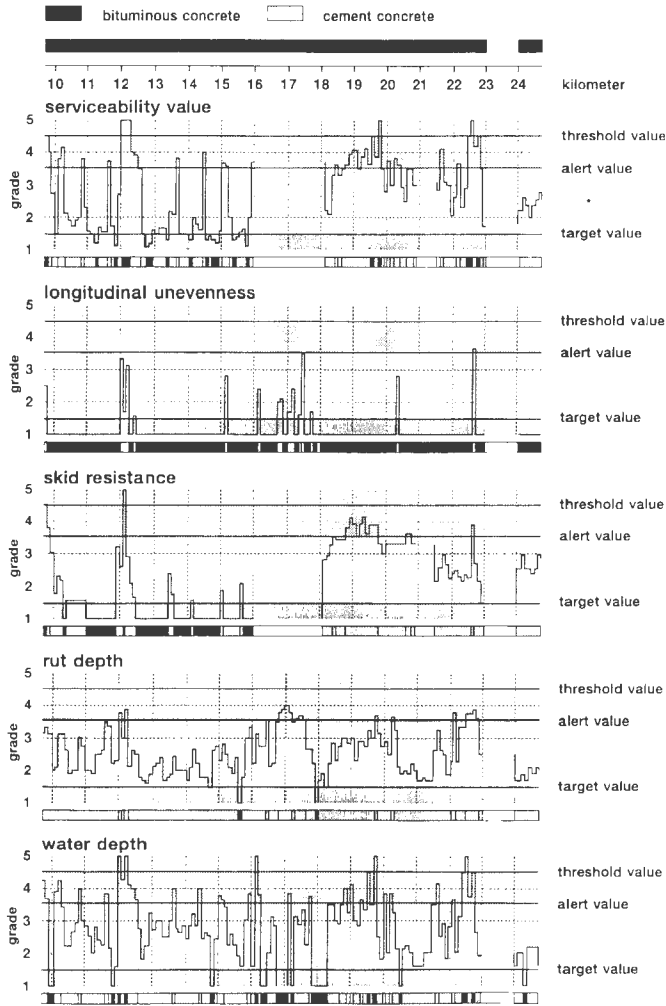 bituminous concrete cement concrete
10 11 12 13 14 15 16 17 18 19 20 21 22 23 24 kilometer
serviceability value
5 4 3 2 1
grade
threshold value
alert value
target value
longitudinal unevenness
5 4 3 2 1
grade
threshold value
alert value
target value
skid resistance
5 4 3 2 1
grade
threshold value
alert value
target value
rut depth
5 4 3 2 1
grade
threshold value
alert value
target value
water depth
5 4 3 2 1
grade
threshold value
alert value
target value